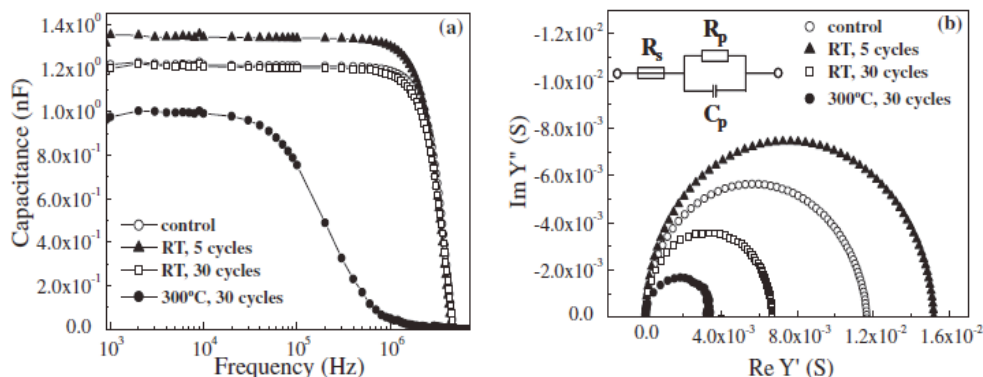 (a)
1.4x10⁰
1.2x10⁰
1.0x10⁰
8.0x10⁻¹
6.0x10⁻¹
4.0x10⁻¹
2.0x10⁻¹
0.0
Capacitance (nF)
control
RT, 5 cycles
RT, 30 cycles
300ºC, 30 cycles
10³
10⁴
10⁵
10⁶
Frequency (Hz)
(b)
-1.2x10⁻²
-1.0x10⁻²
-8.0x10⁻³
-6.0x10⁻³
-4.0x10⁻³
-2.0x10⁻³
0.0
Im Y" (S)
Rs
Rp
Cp
control
RT, 5 cycles
RT, 30 cycles
300ºC, 30 cycles
0.0
4.0x10⁻³
8.0x10⁻³
1.2x10⁻²
1.6x10⁻²
Re Y' (S)